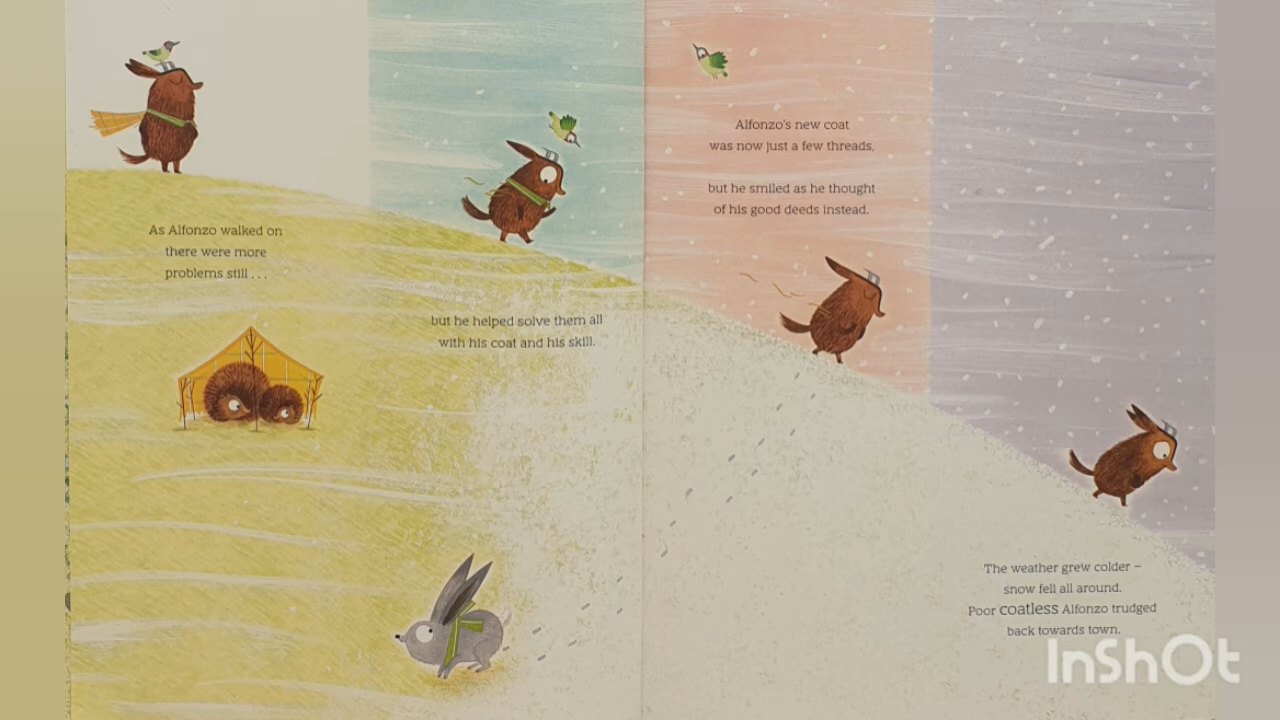 As Alfonzo walked on
there were more
problems still . . .
but he helped solve them all
with his coat and his skill.
Alfonzo's new coat
was now just a few threads,
but he smiled as he thought
of his good deeds instead.
The weather grew colder –
snow fell all around.
Poor coatless Alfonzo trudged
back towards town.
InShOt